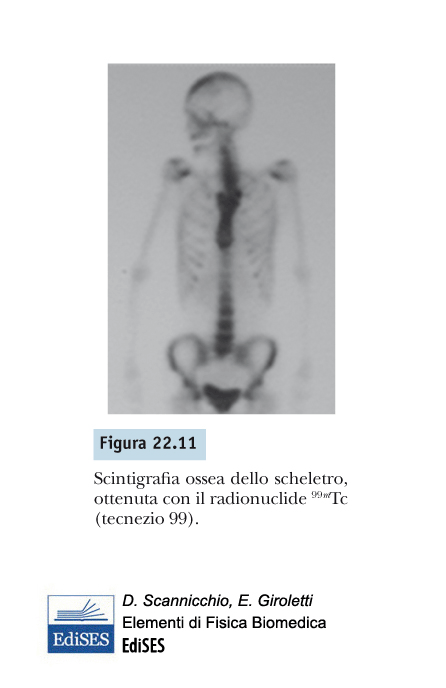 Figura 22.11
Scintigrafia ossea dello scheletro,
ottenuta con il radionuclide ⁹⁹ᵐTc
(tecnezio 99).
EdiSES
D. Scannicchio, E. Giroletti
Elementi di Fisica Biomedica
EdiSES